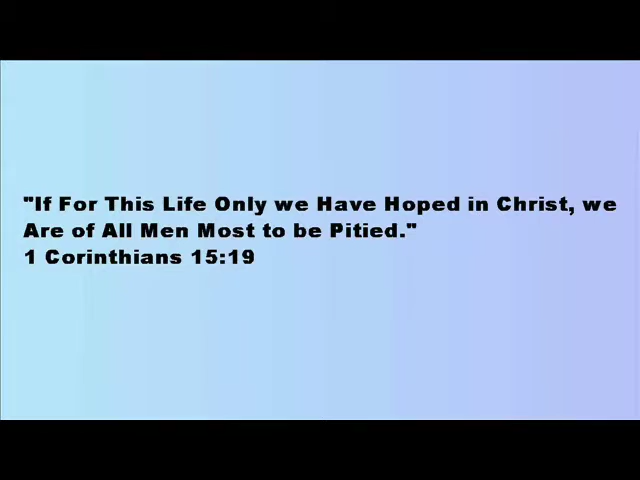 "If For This Life Only we Have Hoped in Christ, we
Are of All Men Most to be Pitied."
1 Corinthians 15:19